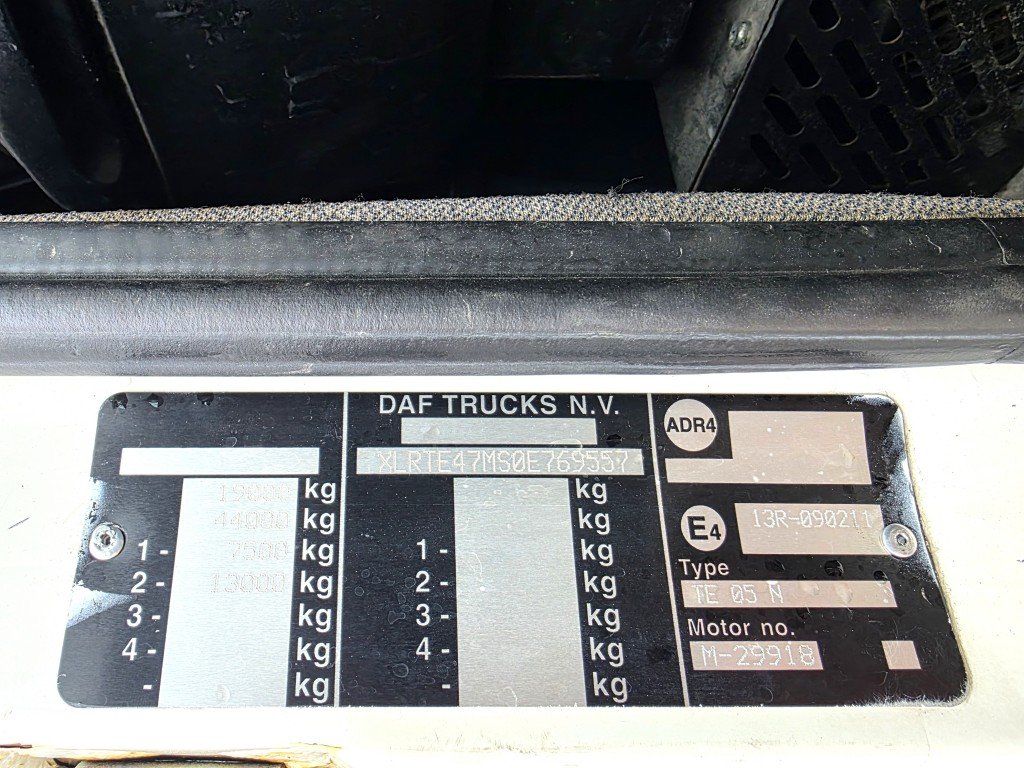 DAF TRUCKS N.V.
XLRTE47MS0E769557
19000 kg
44000 kg
1- 7500 kg
2- 13000 kg
3- kg
4- kg
- kg
kg
kg
1- kg
2- kg
3- kg
4- kg
- kg
ADR4
E4 13R-090211
Type
TE 05 N
Motor no.
M-29918